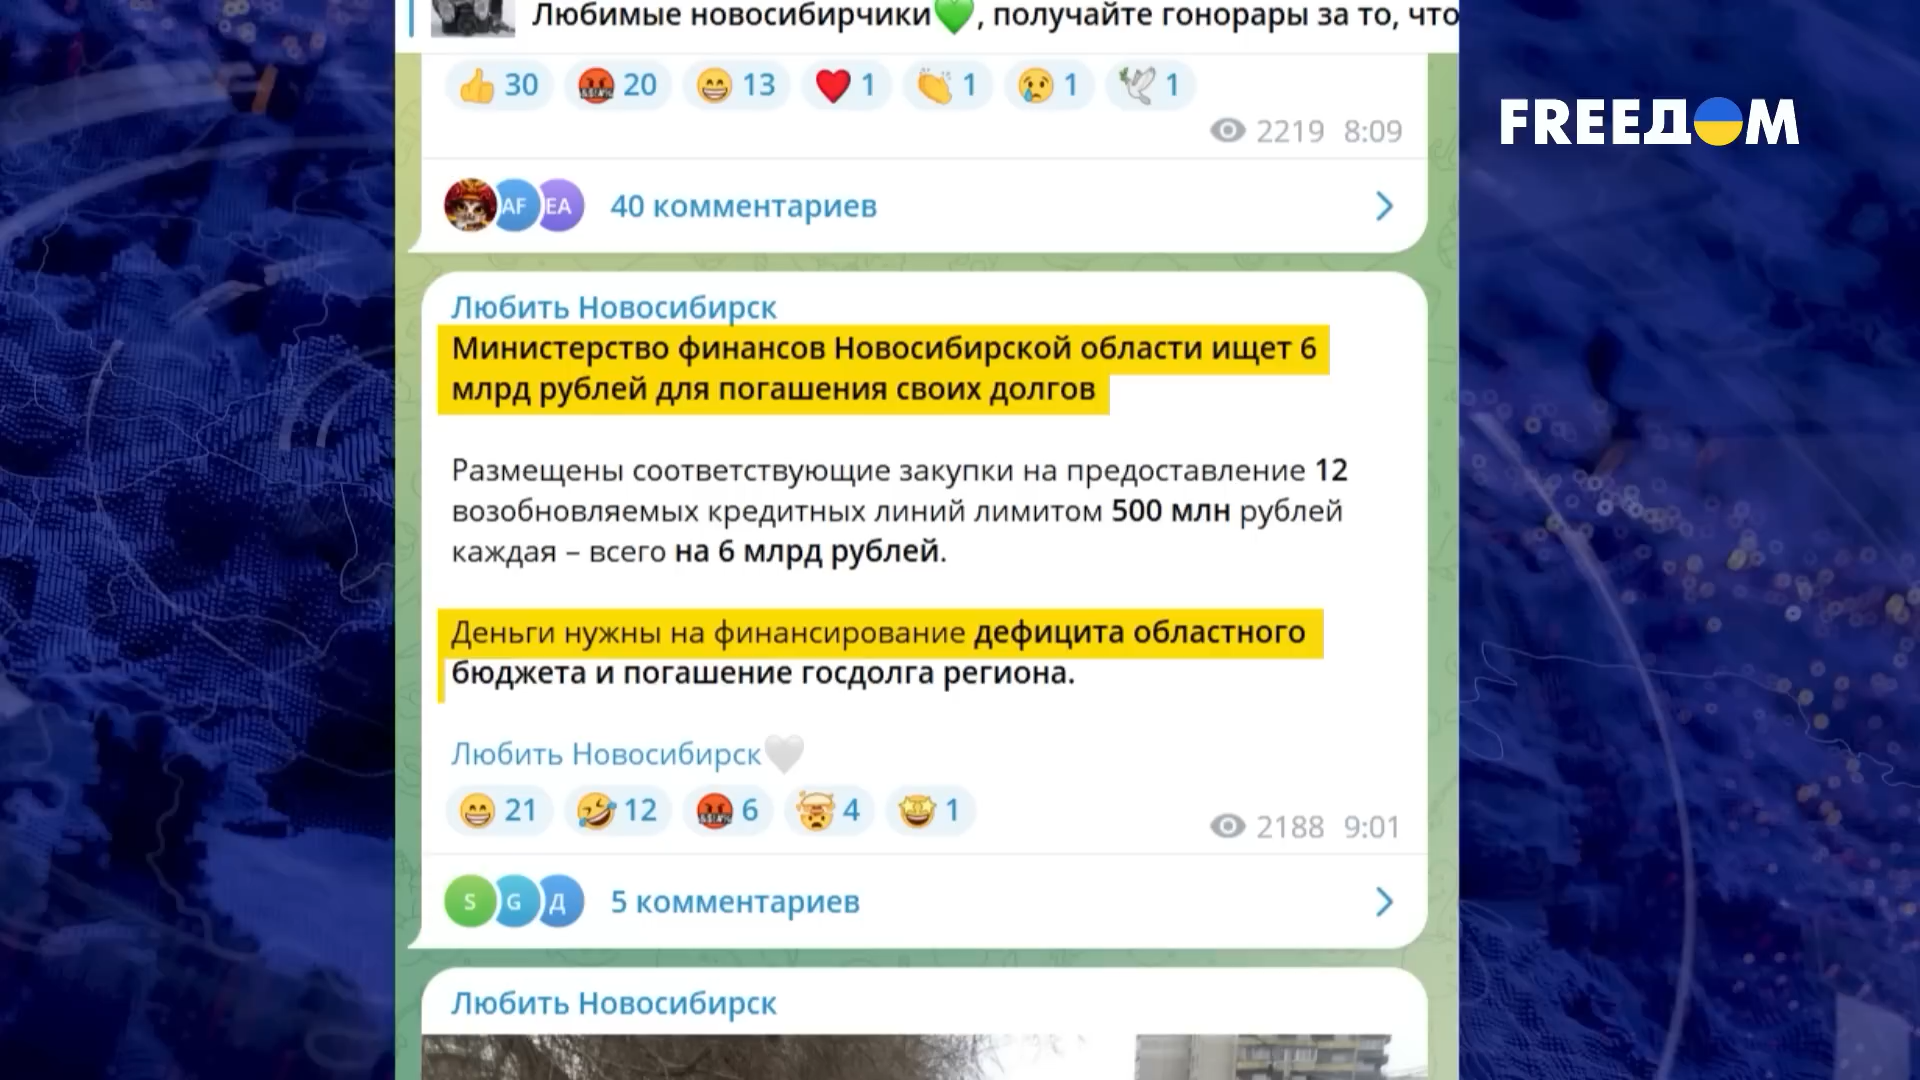 Любимые новосибирчики💚, получайте гонорары за то, что
👍 30 🤬 20 😁 13 ❤ 1 👏 1 😢 1 🕊 1
2219 8:09
AF EA 40 комментариев
FREEДОМ
Любить Новосибирск
Министерство финансов Новосибирской области ищет 6
млрд рублей для погашения своих долгов
Размещены соответствующие закупки на предоставление 12
возобновляемых кредитных линий лимитом 500 млн рублей
каждая – всего на 6 млрд рублей.
Деньги нужны на финансирование дефицита областного
бюджета и погашение госдолга региона.
Любить Новосибирск🤍
😁 21 🤣 12 🤬 6 🤯 4 🤩 1
2188 9:01
S G Д 5 комментариев
Любить Новосибирск